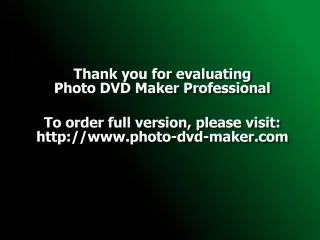 Thank you for evaluating
Photo DVD Maker Professional
To order full version, please visit:
http://www.photo-dvd-maker.com